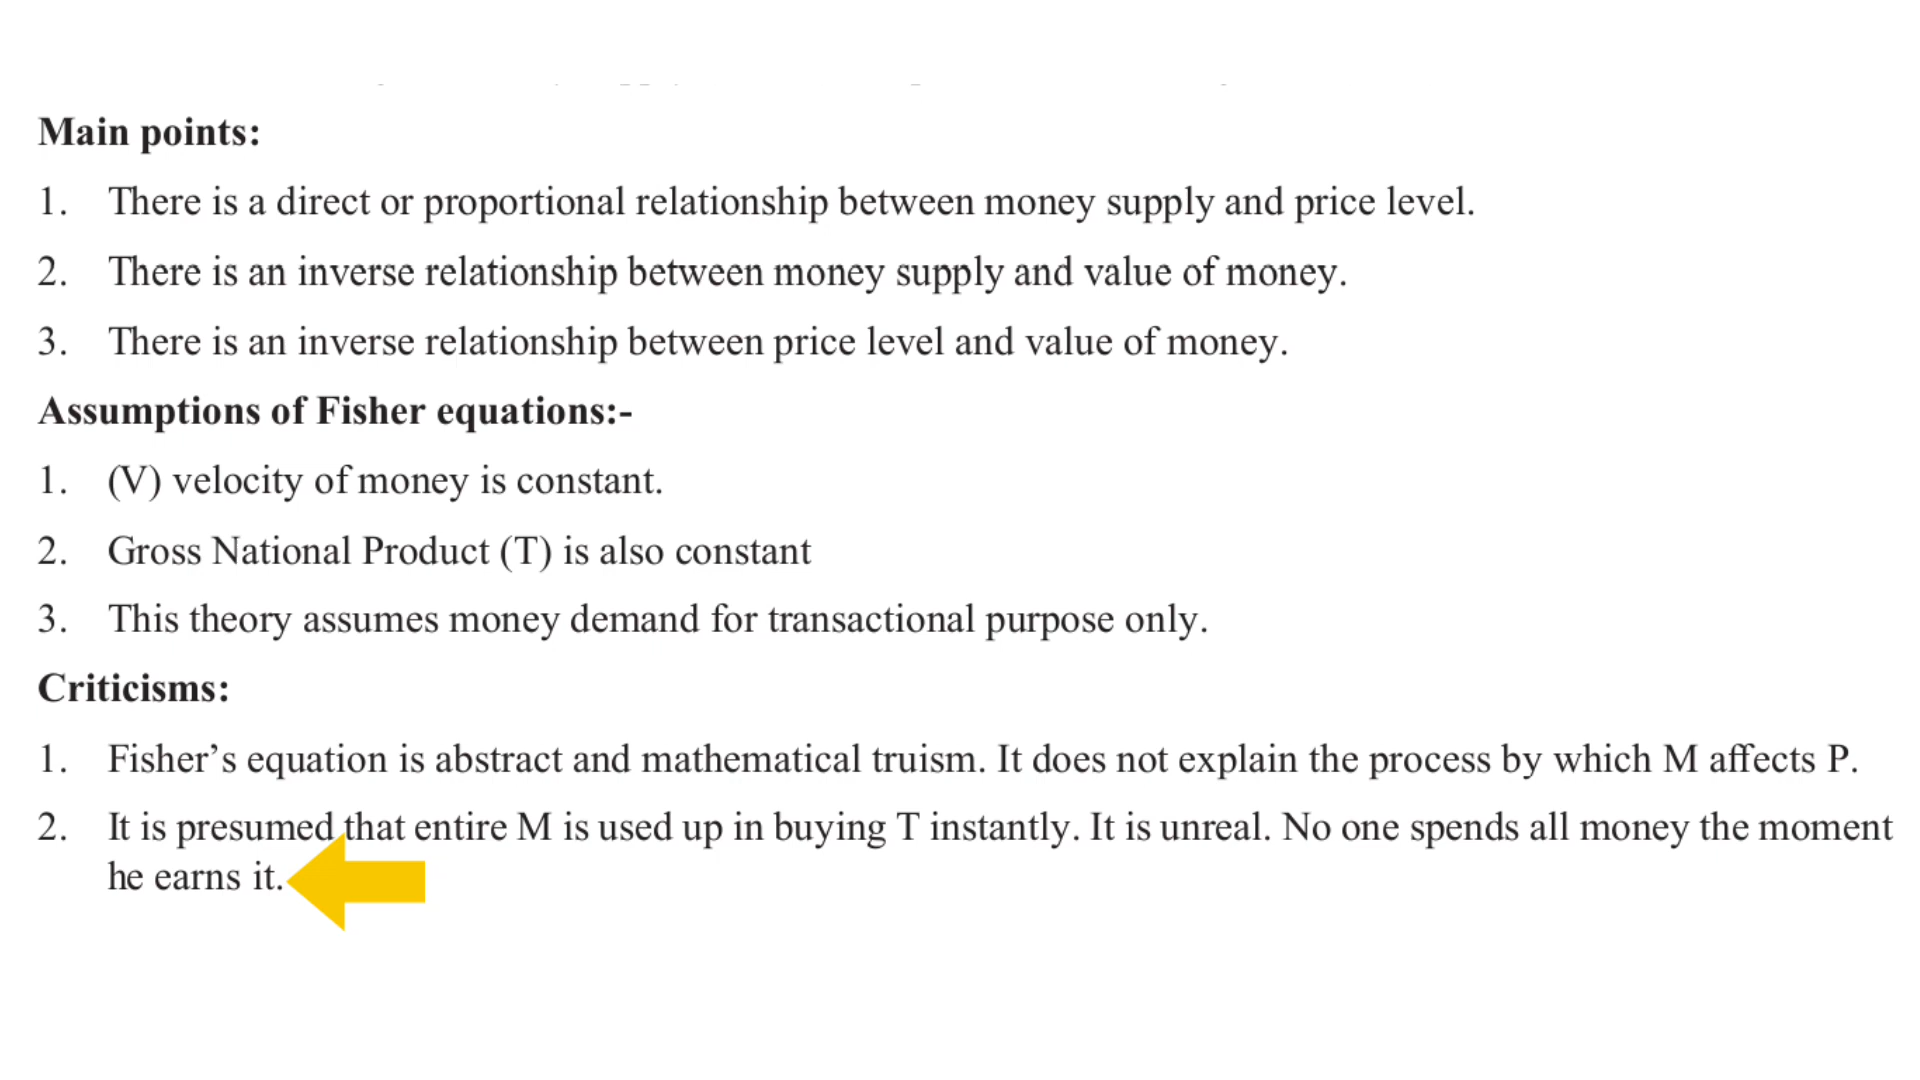 Main points:
1. There is a direct or proportional relationship between money supply and price level.
2. There is an inverse relationship between money supply and value of money.
3. There is an inverse relationship between price level and value of money.
Assumptions of Fisher equations:-
1. (V) velocity of money is constant.
2. Gross National Product (T) is also constant
3. This theory assumes money demand for transactional purpose only.
Criticisms:
1. Fisher’s equation is abstract and mathematical truism. It does not explain the process by which M affects P.
2. It is presumed that entire M is used up in buying T instantly. It is unreal. No one spends all money the moment
he earns it.